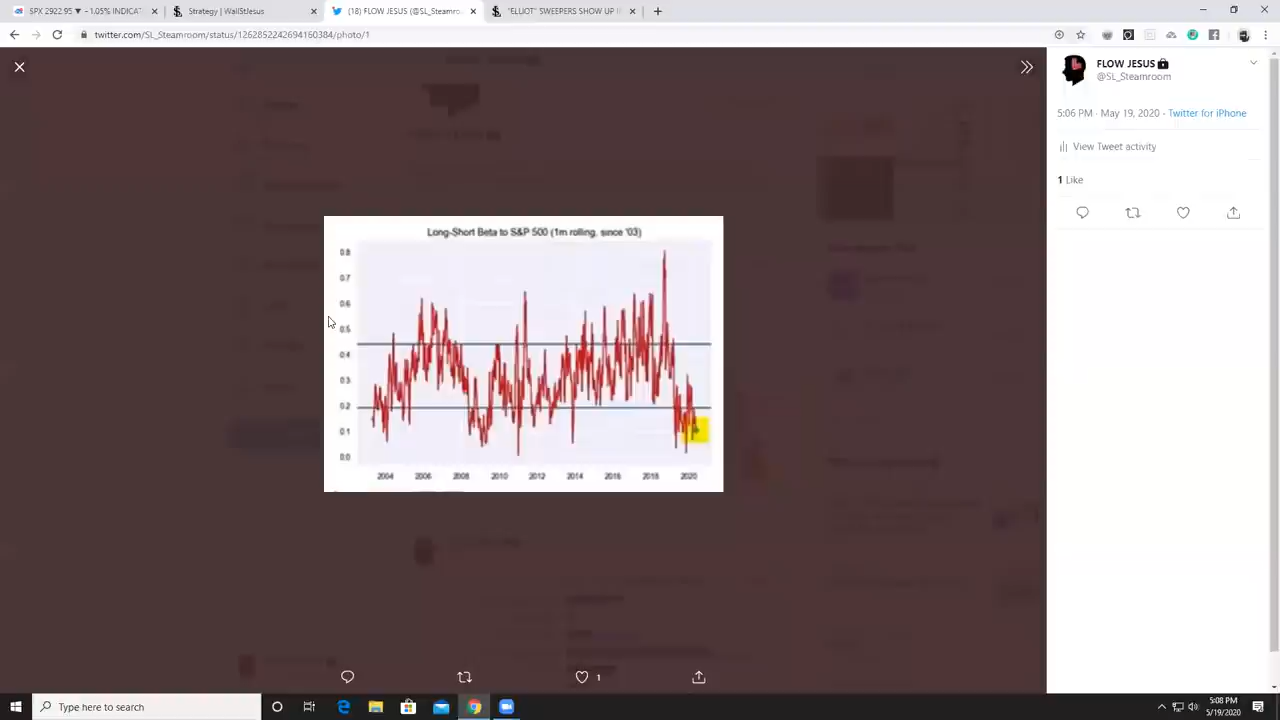 SPX 2922.95 ▼ -1.05% INDICAT
Strategy | WallStJesus
(18) FLOW JESUS (@SL_Steamro
"ELLIOT" SWEEPERS SHOW UP I
twitter.com/SL_Steamroom/status/1262852242694160384/photo/1
FLOW JESUS
@SL_Steamroom
5:06 PM · May 19, 2020 · Twitter for iPhone
View Tweet activity
1 Like
Long-Short Beta to S&P 500 (1m rolling, since '03)
0.8
0.7
0.6
0.5
0.4
0.3
0.2
0.1
0.0
2004 2006 2008 2010 2012 2014 2016 2018 2020
1
Type here to search
5:08 PM
5/19/2020